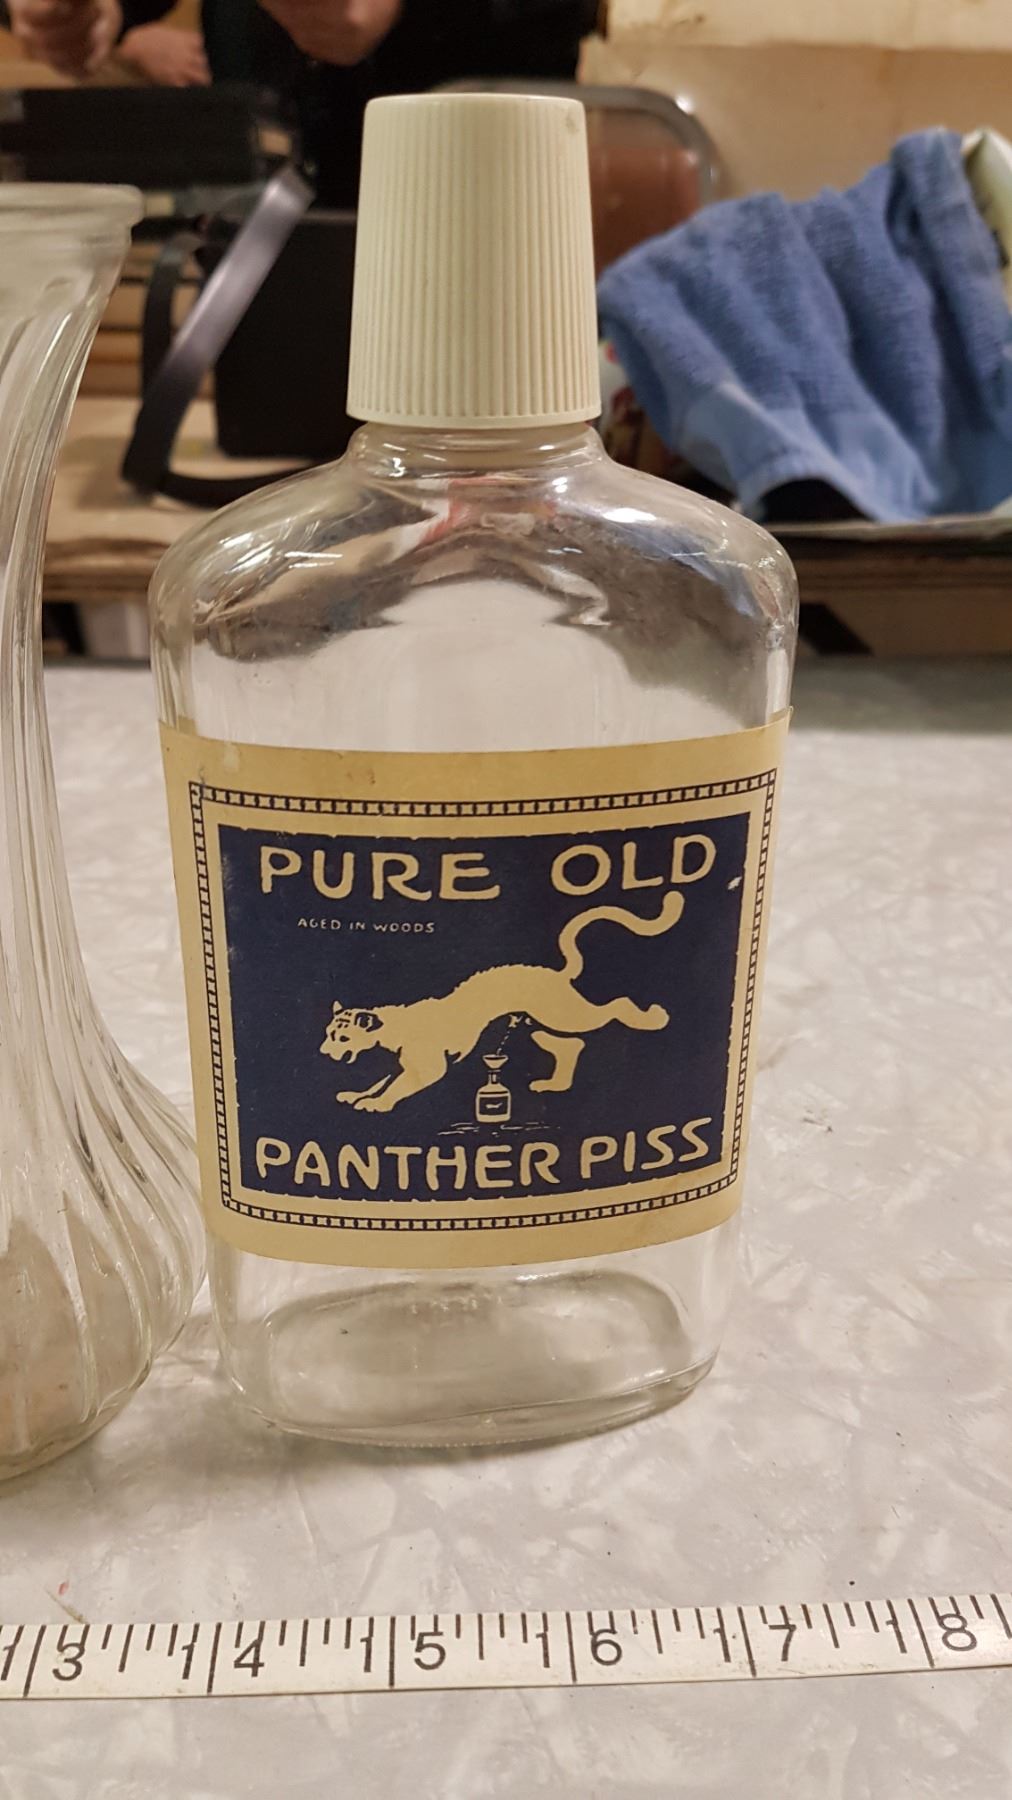 PURE OLD
AGED IN WOODS
PANTHER PISS
3 4 5 6 7 8